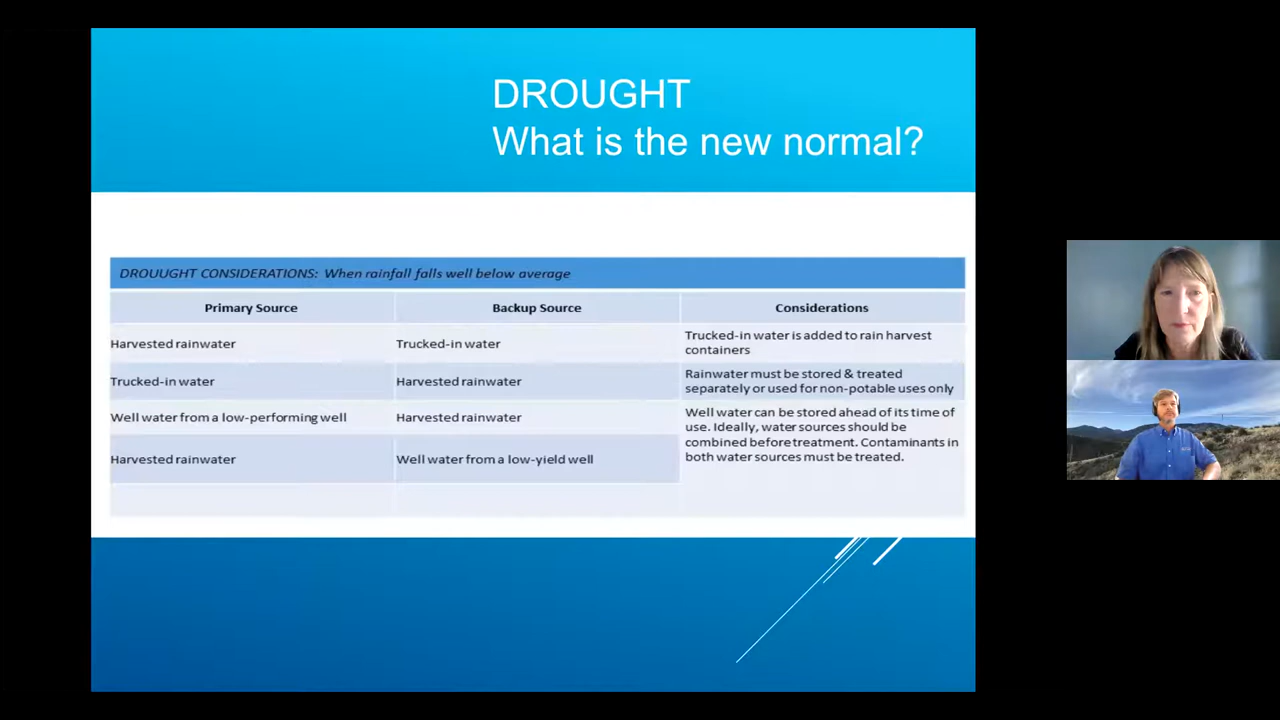 DROUGHT
What is the new normal?
DROUUGHT CONSIDERATIONS: When rainfall falls well below average
Primary Source
Backup Source
Considerations
Harvested rainwater
Trucked-in water
Trucked-in water is added to rain harvest
containers
Trucked-in water
Harvested rainwater
Rainwater must be stored & treated
separately or used for non-potable uses only
Well water from a low-performing well
Harvested rainwater
Well water can be stored ahead of its time of
use. Ideally, water sources should be
combined before treatment. Contaminants in
both water sources must be treated.
Harvested rainwater
Well water from a low-yield well